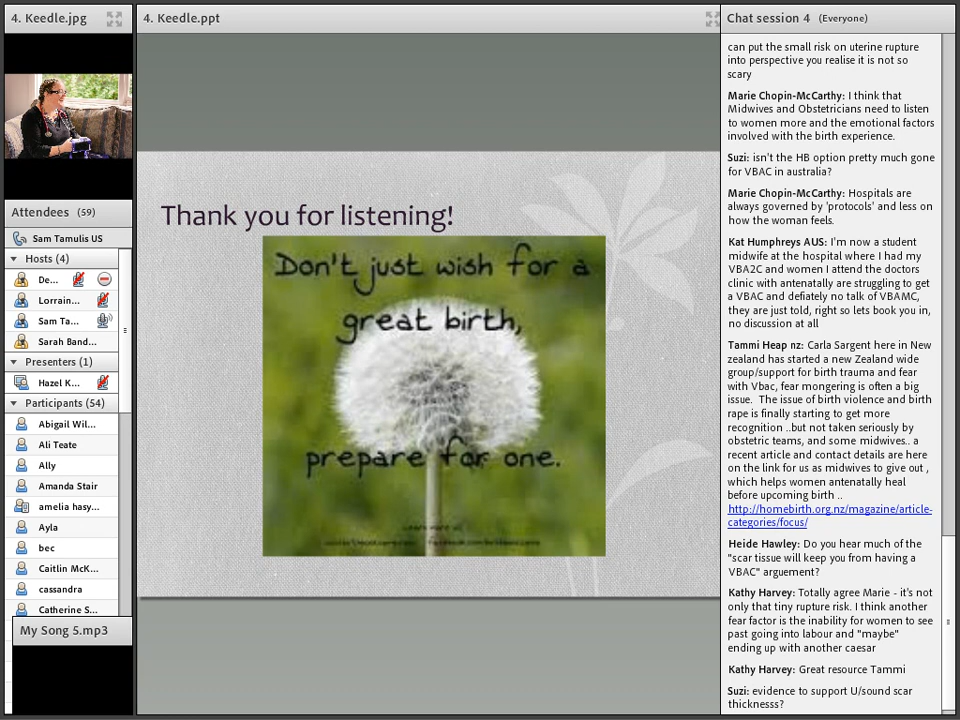 4. Keedle.jpg
Attendees (59)
Sam Tamulis US
Hosts (4)
De...
Lorrain...
Sam Ta...
Sarah Band...
Presenters (1)
Hazel K...
Participants (54)
Abigail Wil...
Ali Teate
Ally
Amanda Stair
amelia hasy...
Ayla
bec
Caitlin McK...
cassandra
Catherine S...
My Song 5.mp3
4. Keedle.ppt
Thank you for listening!
Don't just wish for a
great birth,
prepare for one.
Chat session 4 (Everyone)
can put the small risk on uterine rupture
into perspective you realise it is not so
scary
Marie Chopin-McCarthy: I think that
Midwives and Obstetricians need to listen
to women more and the emotional factors
involved with the birth experience.
Suzi: isn't the HB option pretty much gone
for VBAC in australia?
Marie Chopin-McCarthy: Hospitals are
always governed by 'protocols' and less on
how the woman feels.
Kat Humphreys AUS: I'm now a student
midwife at the hospital where I had my
VBA2C and women I attend the doctors
clinic with antenatally are struggling to get
a VBAC and defiately no talk of VBAMC,
they are just told, right so lets book you in,
no discussion at all
Tammi Heap nz: Carla Sargent here in New
zealand has started a new Zealand wide
group/support for birth trauma and fear
with Vbac, fear mongering is often a big
issue. The issue of birth violence and birth
rape is finally starting to get more
recognition ..but not taken seriously by
obstetric teams, and some midwives.. a
recent article and contact details are here
on the link for us as midwives to give out ,
which helps women antenatally heal
before upcoming birth ..
http://homebirth.org.nz/magazine/article-
categories/focus/
Heide Hawley: Do you hear much of the
"scar tissue will keep you from having a
VBAC" arguement?
Kathy Harvey: Totally agree Marie - it's not
only that tiny rupture risk. I think another
fear factor is the inability for women to see
past going into labour and "maybe"
ending up with another caesar
Kathy Harvey: Great resource Tammi
Suzi: evidence to support U/sound scar
thicknesss?